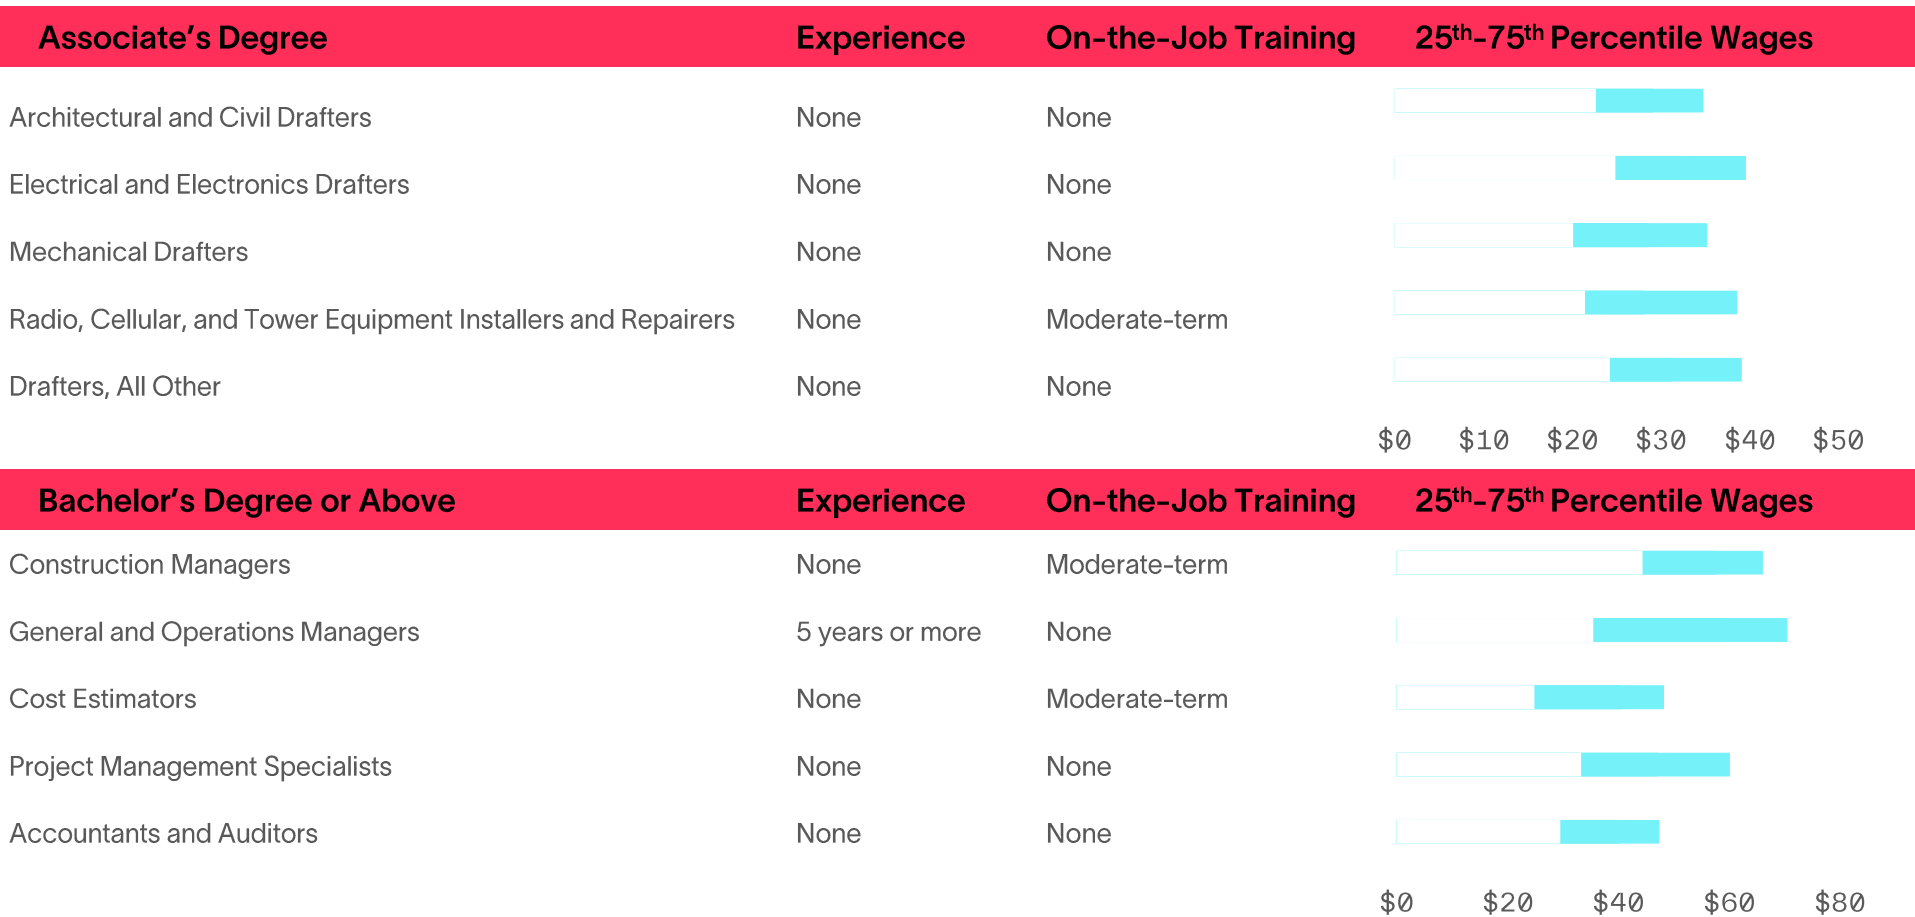 Associate’s Degree Experience On-the-Job Training 25th-75th Percentile Wages
Architectural and Civil Drafters None None
Electrical and Electronics Drafters None None
Mechanical Drafters None None
Radio, Cellular, and Tower Equipment Installers and Repairers None Moderate-term
Drafters, All Other None None
$0 $10 $20 $30 $40 $50
Bachelor’s Degree or Above Experience On-the-Job Training 25th-75th Percentile Wages
Construction Managers None Moderate-term
General and Operations Managers 5 years or more None
Cost Estimators None Moderate-term
Project Management Specialists None None
Accountants and Auditors None None
$0 $20 $40 $60 $80